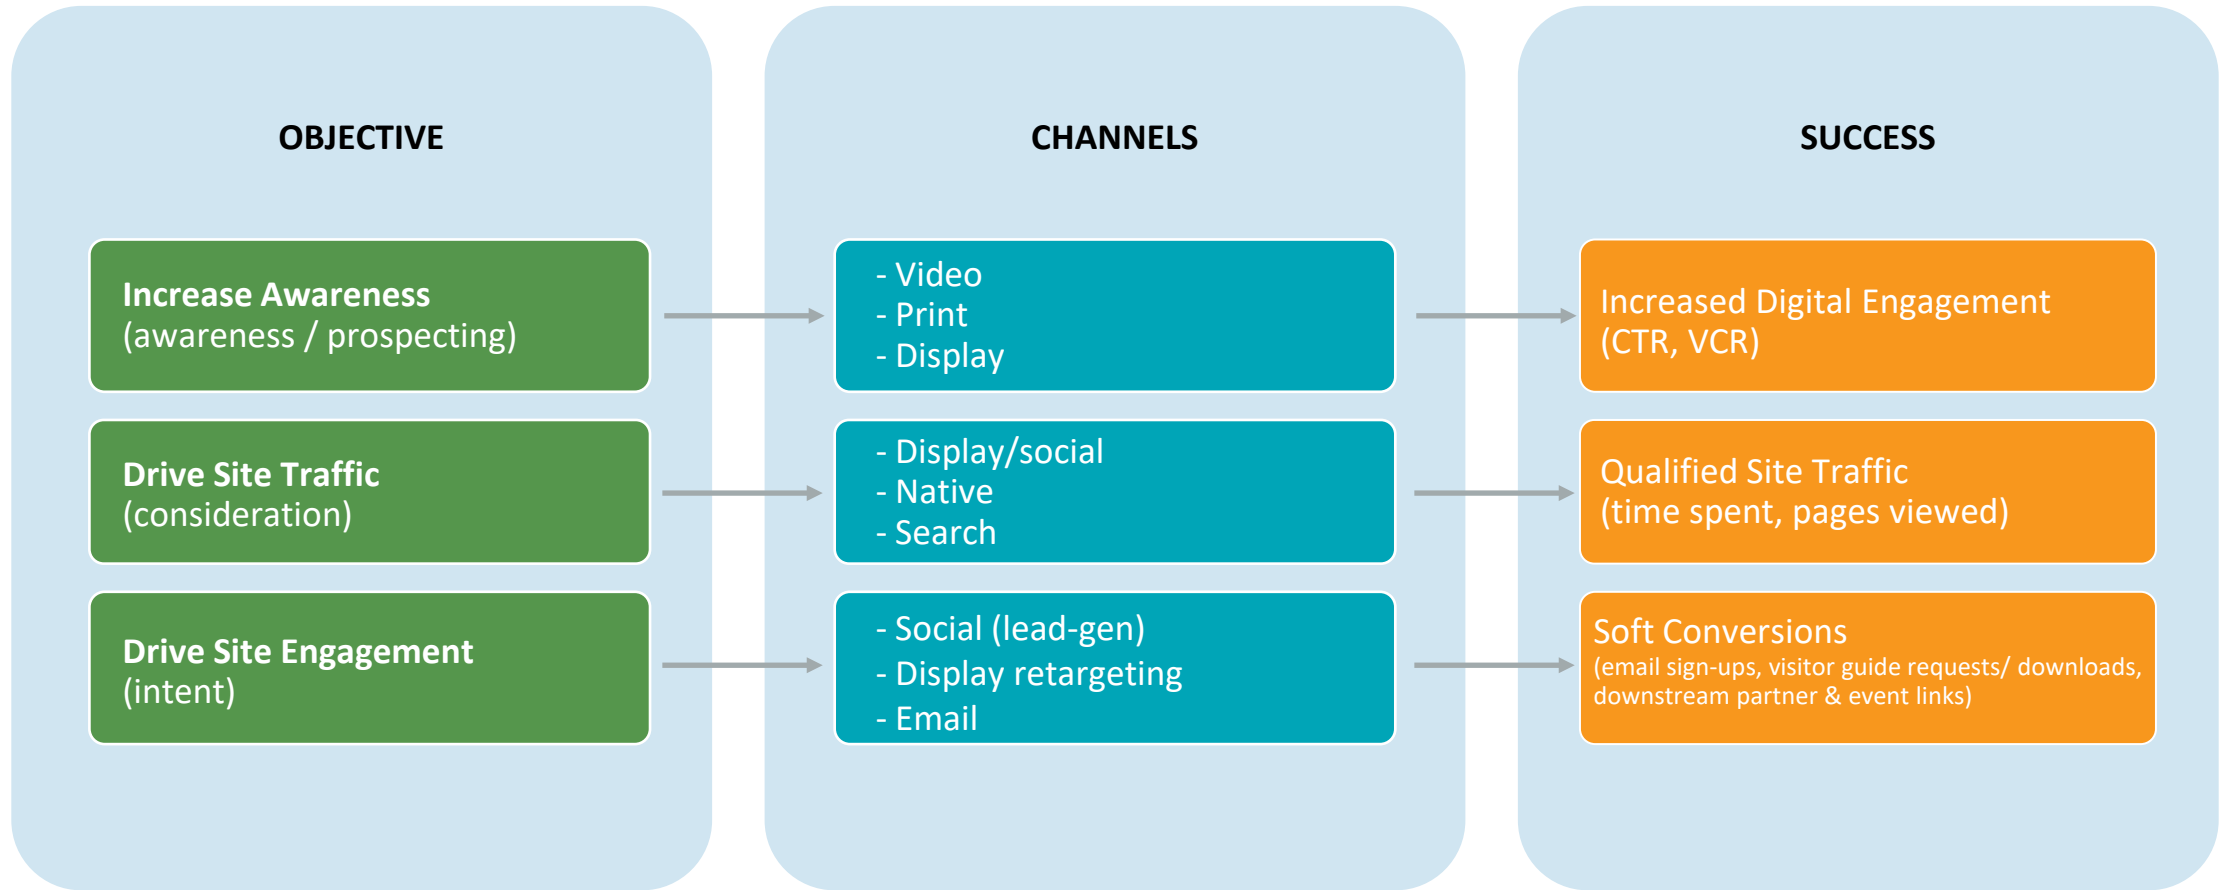 OBJECTIVE
Increase Awareness
(awareness / prospecting)
Drive Site Traffic
(consideration)
Drive Site Engagement
(intent)
CHANNELS
- Video
- Print
- Display
- Display/social
- Native
- Search
- Social (lead-gen)
- Display retargeting
- Email
SUCCESS
Increased Digital Engagement
(CTR, VCR)
Qualified Site Traffic
(time spent, pages viewed)
Soft Conversions
(email sign-ups, visitor guide requests/ downloads,
downstream partner & event links)